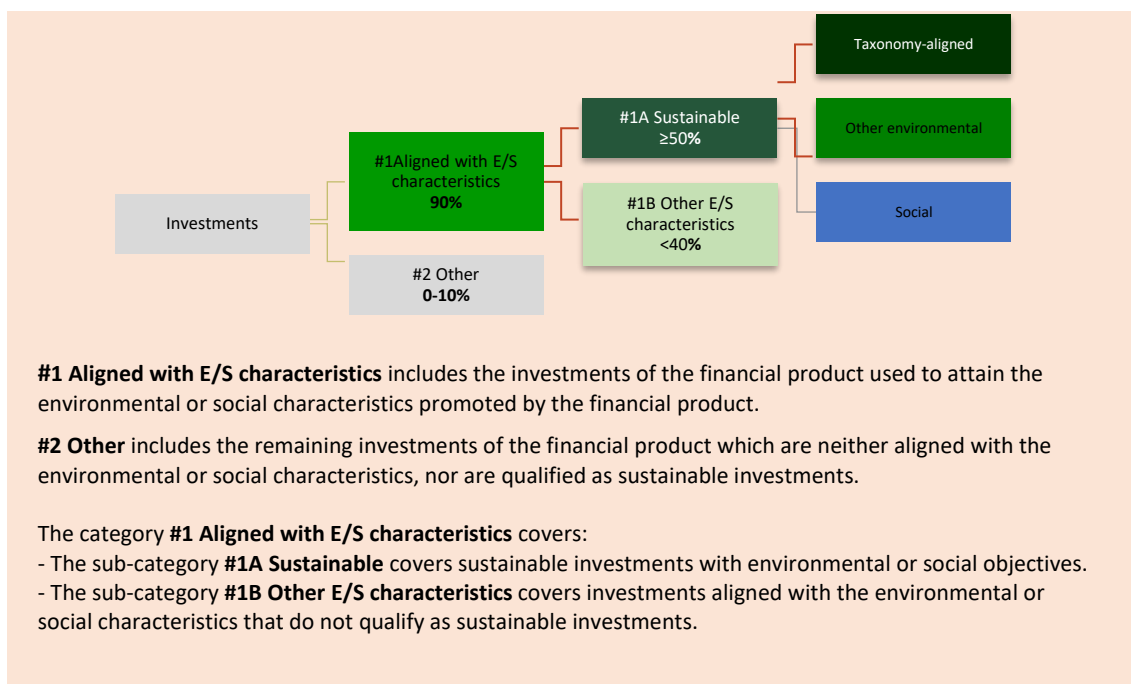 Taxonomy-aligned
#1A Sustainable
≥50%
Other environmental
#1Aligned with E/S
characteristics
90%
#1B Other E/S
characteristics
<40%
Social
Investments
#2 Other
0-10%
#1 Aligned with E/S characteristics includes the investments of the financial product used to attain the
environmental or social characteristics promoted by the financial product.
#2 Other includes the remaining investments of the financial product which are neither aligned with the
environmental or social characteristics, nor are qualified as sustainable investments.
The category #1 Aligned with E/S characteristics covers:
- The sub-category #1A Sustainable covers sustainable investments with environmental or social objectives.
- The sub-category #1B Other E/S characteristics covers investments aligned with the environmental or
social characteristics that do not qualify as sustainable investments.